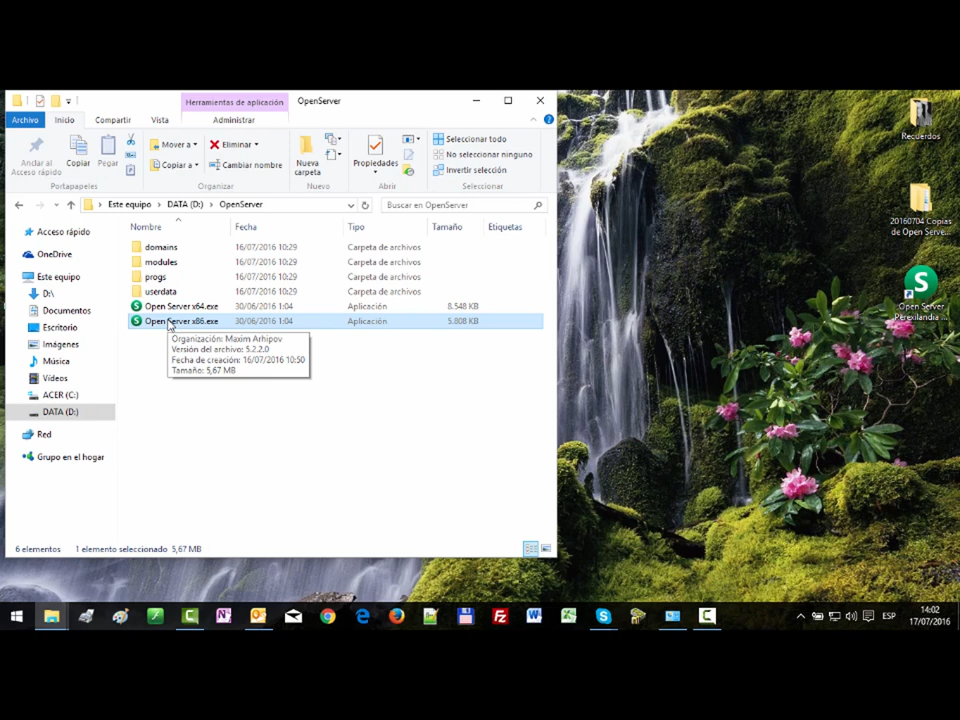 Herramientas de aplicación
OpenServer
Archivo
Inicio
Compartir
Vista
Administrar
Anclar al
Acceso rápido
Copiar
Pegar
Portapapeles
Mover a
Copiar a
Eliminar
Cambiar nombre
Organizar
Nueva
carpeta
Nuevo
Propiedades
Abrir
Seleccionar todo
No seleccionar ninguno
Invertir selección
Seleccionar
Este equipo > DATA (D:) > OpenServer
Buscar en OpenServer
Nombre Fecha Tipo Tamaño Etiquetas
domains 16/07/2016 10:29 Carpeta de archivos
modules 16/07/2016 10:29 Carpeta de archivos
progs 16/07/2016 10:29 Carpeta de archivos
userdata 16/07/2016 10:29 Carpeta de archivos
Open Server x64.exe 30/06/2016 1:04 Aplicación 8.548 KB
Open Server x86.exe 30/06/2016 1:04 Aplicación 5.808 KB
Organización: Maxim Arhipov
Versión del archivo: 5.2.2.0
Fecha de creación: 16/07/2016 10:50
Tamaño: 5,67 MB
Acceso rápido
OneDrive
Este equipo
D:\
Documentos
Escritorio
Imágenes
Música
Vídeos
ACER (C:)
DATA (D:)
Red
Grupo en el hogar
6 elementos
1 elemento seleccionado 5,67 MB
Recuerdos
20160704 Copias
de Open Serve...
Open Server
Perexilandia ...
ESP
14:02
17/07/2016